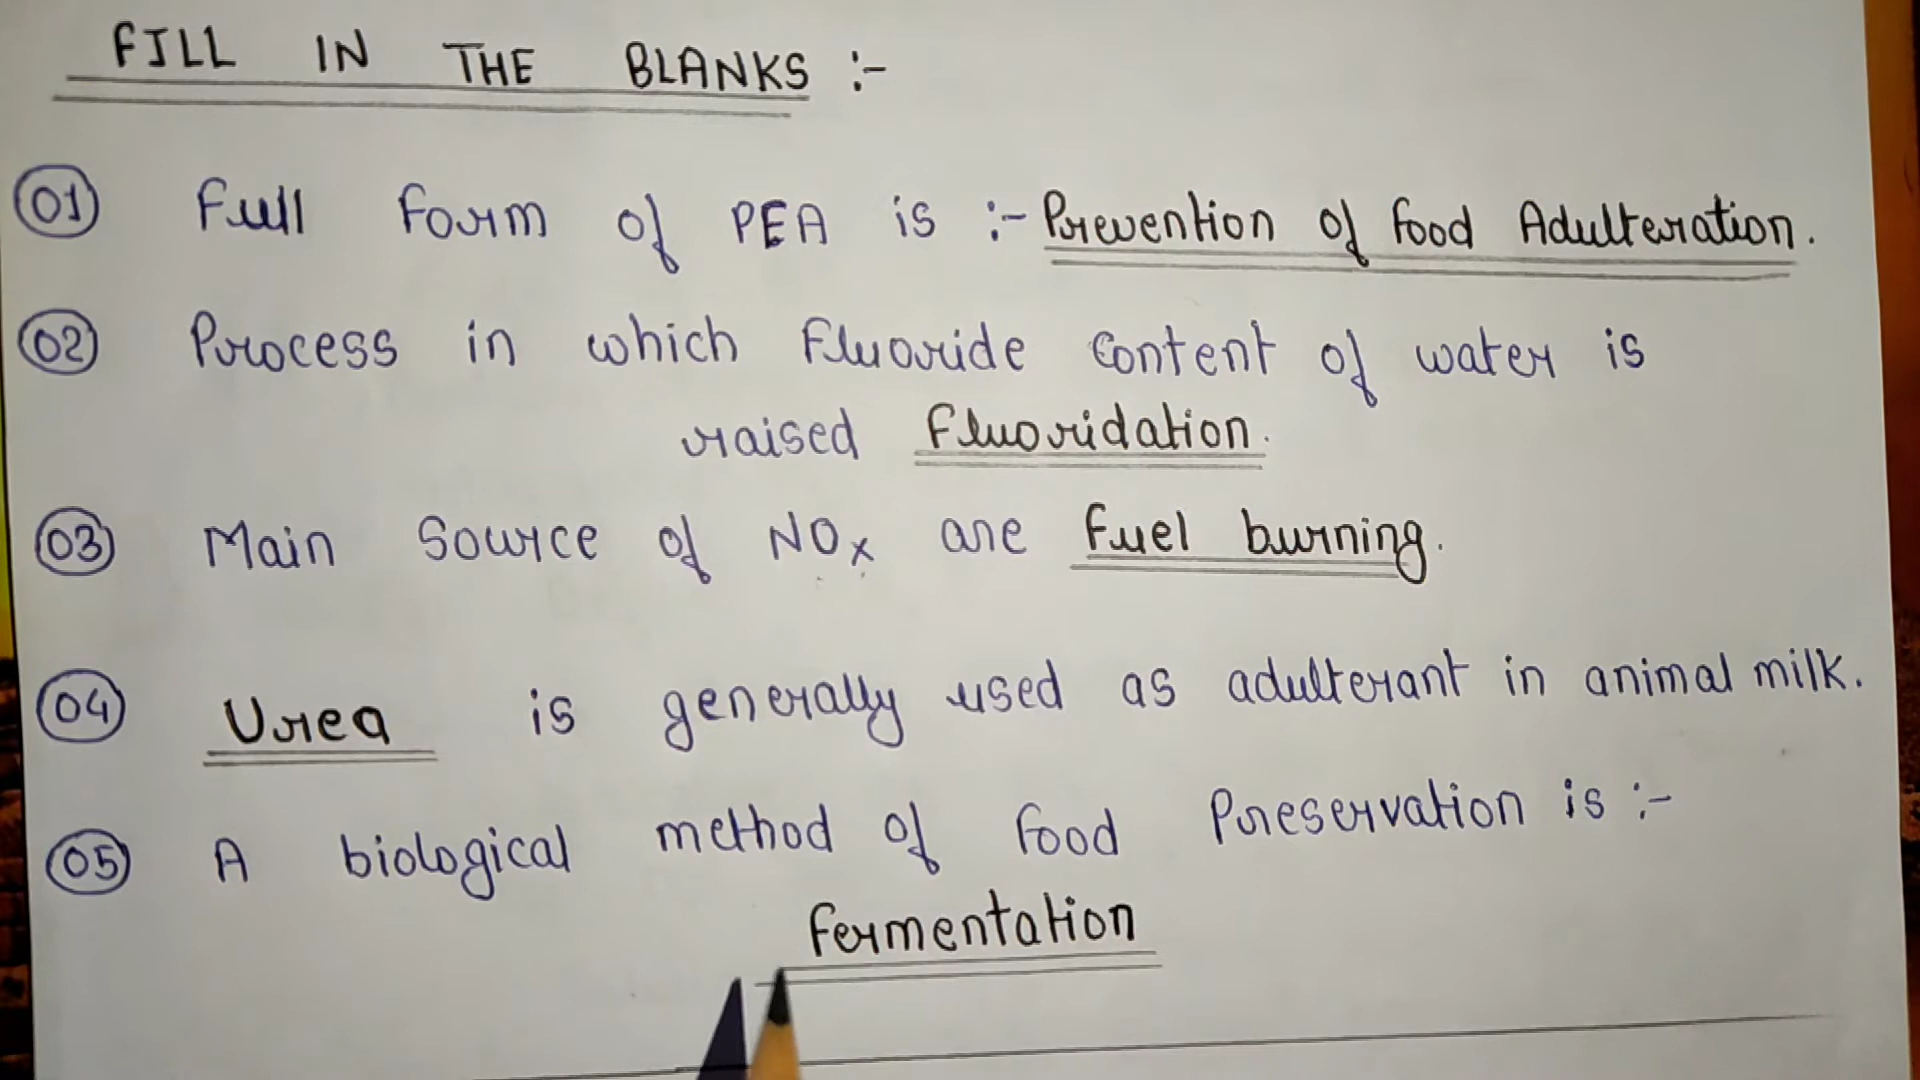 FILL IN THE BLANKS :-
01 Full form of PEA is :- Prevention of Food Adulteration.
02 Process in which Fluoride content of water is
raised Fluoridation.
03 Main Source of NOx are Fuel burning.
04 Urea is generally used as adulterant in animal milk.
05 A biological method of Food Preservation is :-
Fermentation